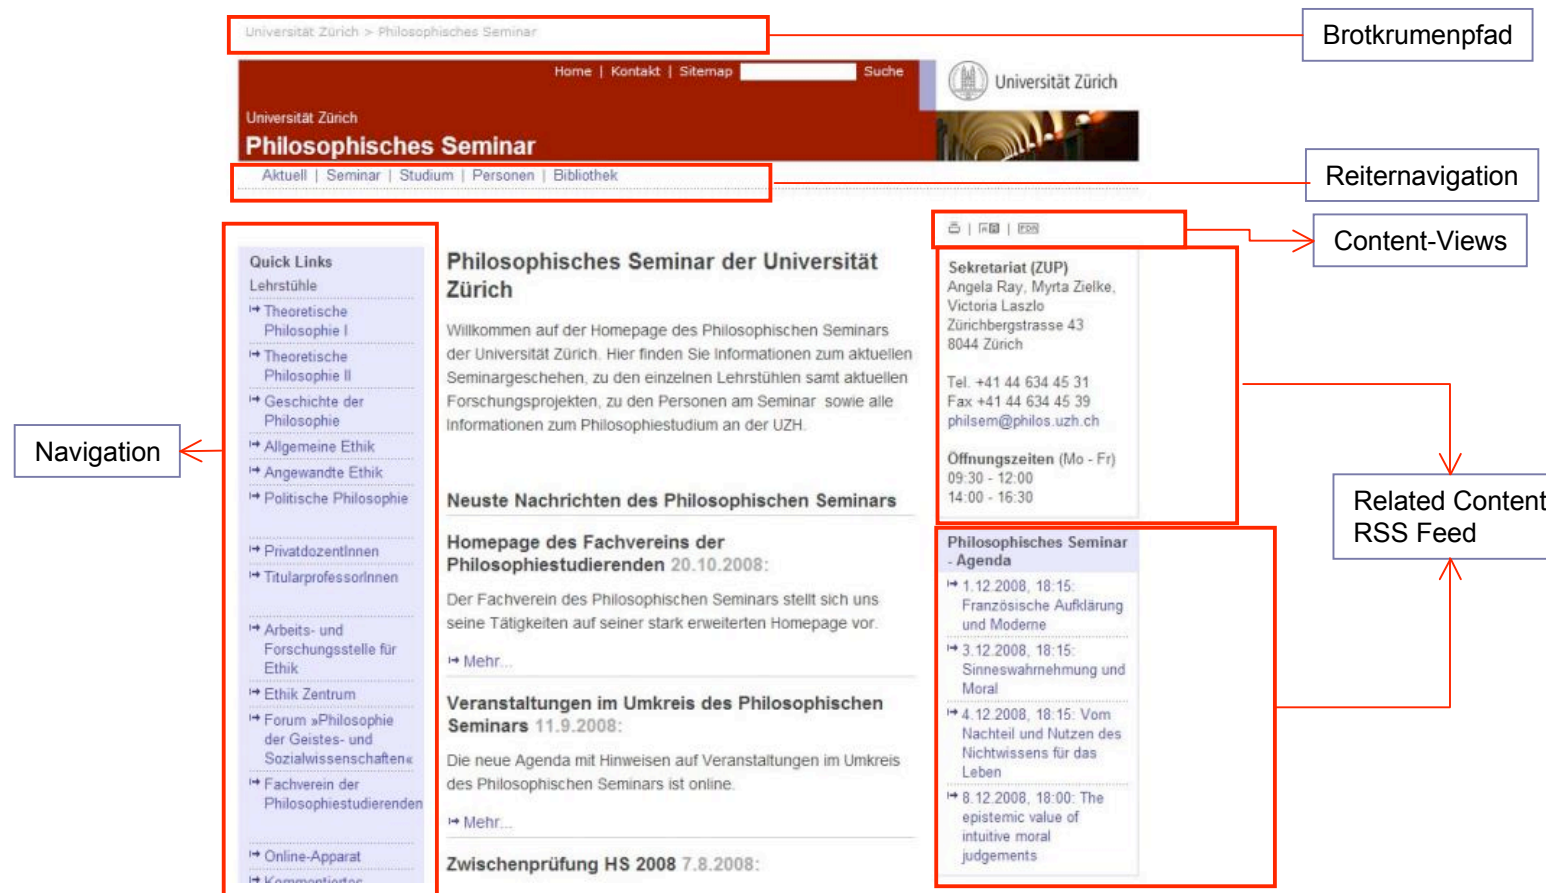 Universität Zürich > Philosophisches Seminar
Brotkrumenpfad
Home | Kontakt | Sitemap Suche
Universität Zürich
Universität Zürich
Philosophisches Seminar
Aktuell | Seminar | Studium | Personen | Bibliothek
Reiternavigation
Content-Views
Navigation
Quick Links
Lehrstühle
Theoretische
Philosophie I
Theoretische
Philosophie II
Geschichte der
Philosophie
Allgemeine Ethik
Angewandte Ethik
Politische Philosophie
PrivatdozentInnen
TitularprofessorInnen
Arbeits- und
Forschungsstelle für
Ethik
Ethik Zentrum
Forum »Philosophie
der Geistes- und
Sozialwissenschaften«
Fachverein der
Philosophiestudierenden
Online-Apparat
Kommentiertes
Philosophisches Seminar der Universität
Zürich
Willkommen auf der Homepage des Philosophischen Seminars
der Universität Zürich. Hier finden Sie Informationen zum aktuellen
Seminargeschehen, zu den einzelnen Lehrstühlen samt aktuellen
Forschungsprojekten, zu den Personen am Seminar sowie alle
Informationen zum Philosophiestudium an der UZH.
Neuste Nachrichten des Philosophischen Seminars
Homepage des Fachvereins der
Philosophiestudierenden 20.10.2008:
Der Fachverein des Philosophischen Seminars stellt sich uns
seine Tätigkeiten auf seiner stark erweiterten Homepage vor.
Mehr...
Veranstaltungen im Umkreis des Philosophischen
Seminars 11.9.2008:
Die neue Agenda mit Hinweisen auf Veranstaltungen im Umkreis
des Philosophischen Seminars ist online.
Mehr...
Zwischenprüfung HS 2008 7.8.2008:
| | PDF
Sekretariat (ZUP)
Angela Ray, Myrta Zielke,
Victoria Laszlo
Zürichbergstrasse 43
8044 Zürich
Tel. +41 44 634 45 31
Fax +41 44 634 45 39
philsem@philos.uzh.ch
Öffnungszeiten (Mo - Fr)
09:30 - 12:00
14:00 - 16:30
Philosophisches Seminar
- Agenda
1.12.2008, 18:15:
Französische Aufklärung
und Moderne
3.12.2008, 18:15:
Sinneswahrnehmung und
Moral
4.12.2008, 18:15: Vom
Nachteil und Nutzen des
Nichtwissens für das
Leben
8.12.2008, 18:00: The
epistemic value of
intuitive moral
judgements
Related Content
RSS Feed